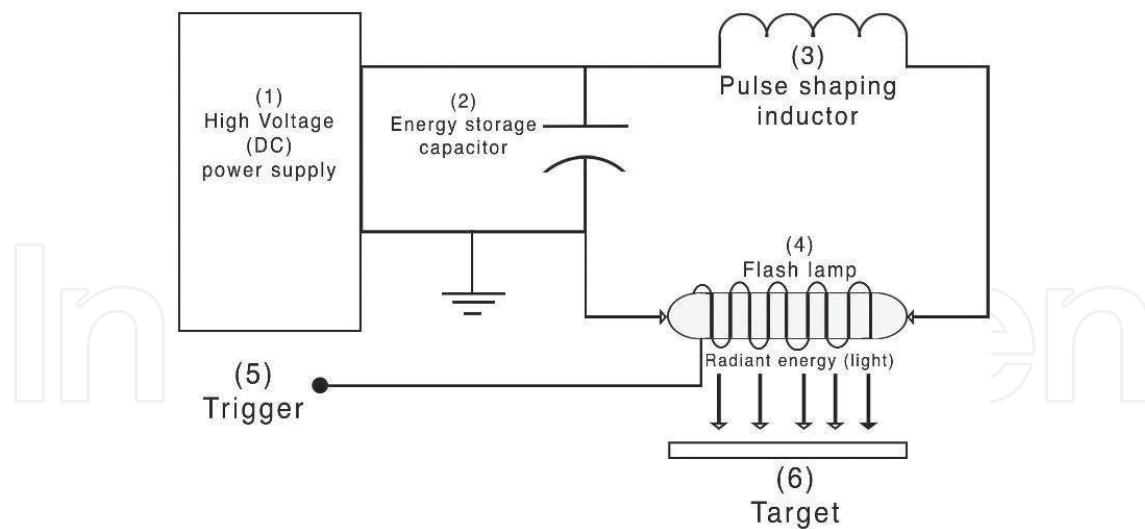 (1)
High Voltage
(DC)
power supply
(2)
Energy storage
capacitor
(3)
Pulse shaping
inductor
(4)
Flash lamp
Radiant energy (light)
(5)
Trigger
(6)
Target